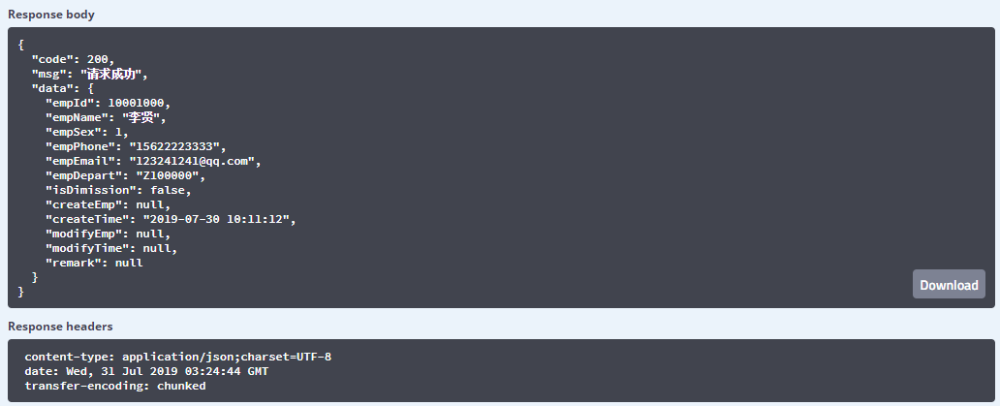 Response body
{
  "code": 200,
  "msg": "请求成功",
  "data": {
    "empId": 10001000,
    "empName": "李贤",
    "empSex": 1,
    "empPhone": "15622223333",
    "empEmail": "123241241@qq.com",
    "empDepart": "Z100000",
    "isDimission": false,
    "createEmp": null,
    "createTime": "2019-07-30 10:11:12",
    "modifyEmp": null,
    "modifyTime": null,
    "remark": null
  }
}
Download
Response headers
content-type: application/json;charset=UTF-8
date: Wed, 31 Jul 2019 03:24:44 GMT
transfer-encoding: chunked